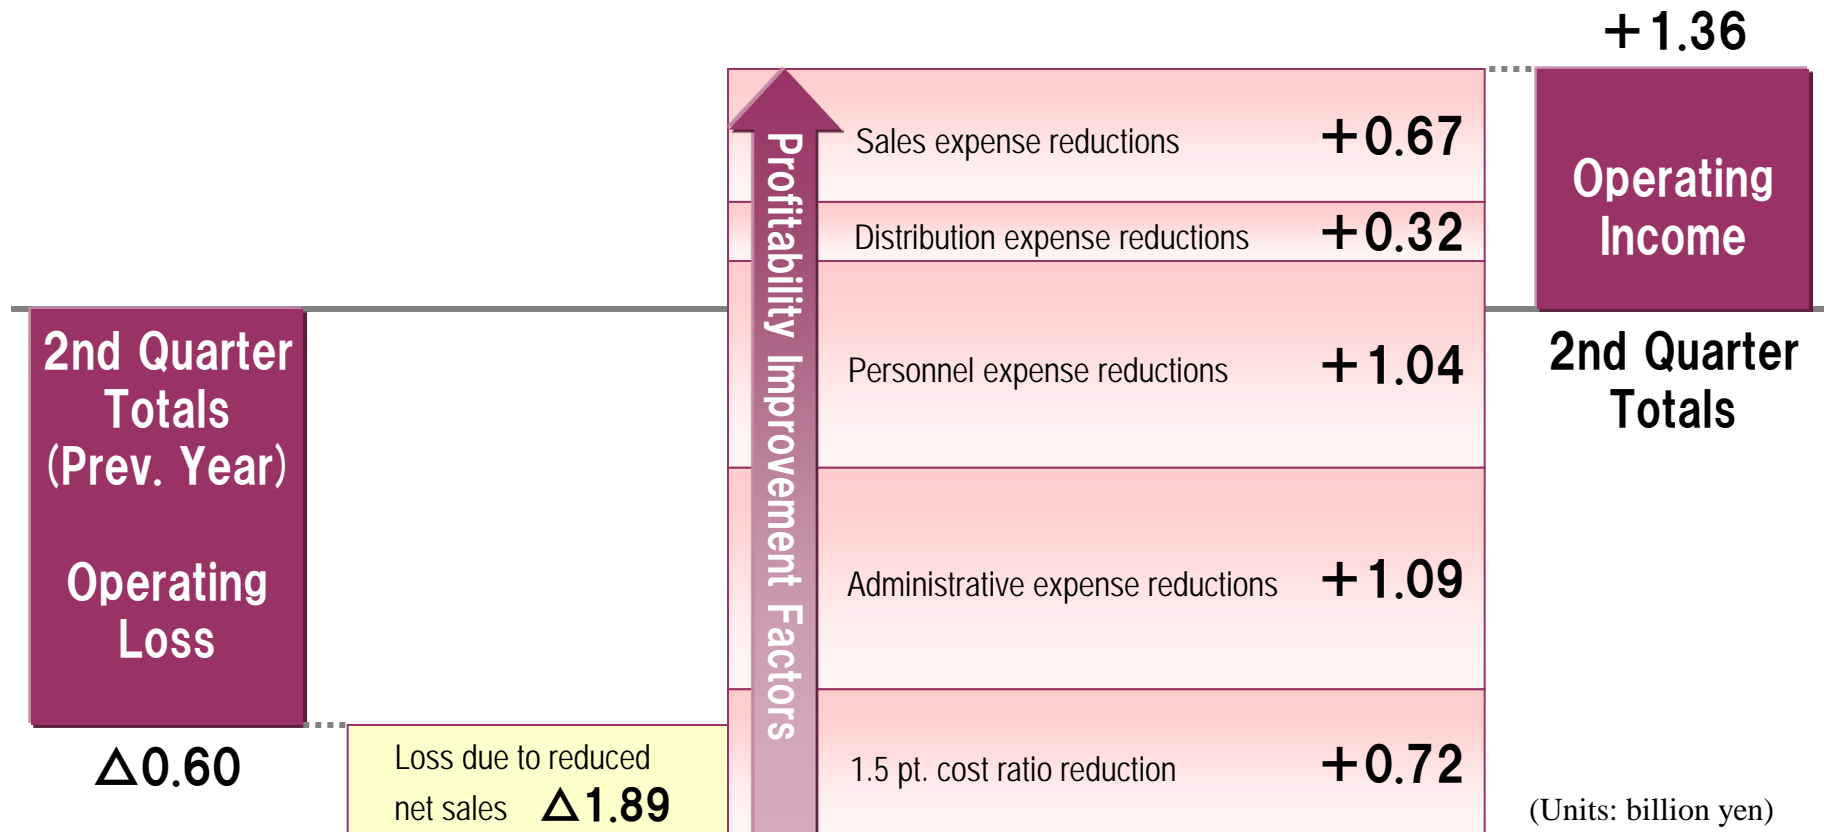 +1.36
Sales expense reductions +0.67
Distribution expense reductions +0.32
Personnel expense reductions +1.04
Administrative expense reductions +1.09
1.5 pt. cost ratio reduction +0.72
Profitability Improvement Factors
Operating
Income
2nd Quarter
Totals
2nd Quarter
Totals
(Prev. Year)
Operating
Loss
△0.60
Loss due to reduced
net sales △1.89
(Units: billion yen)